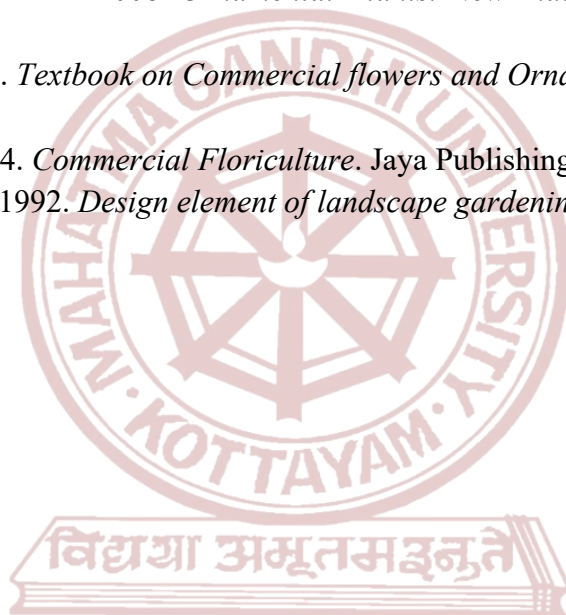 . Textbook on Commercial flowers and Orna
4. Commercial Floriculture. Jaya Publishing
1992. Design element of landscape gardenin
MAHATMA GANDHI UNIVERSITY
· KOTTAYAM ·
विद्यया अमृतमश्नुते